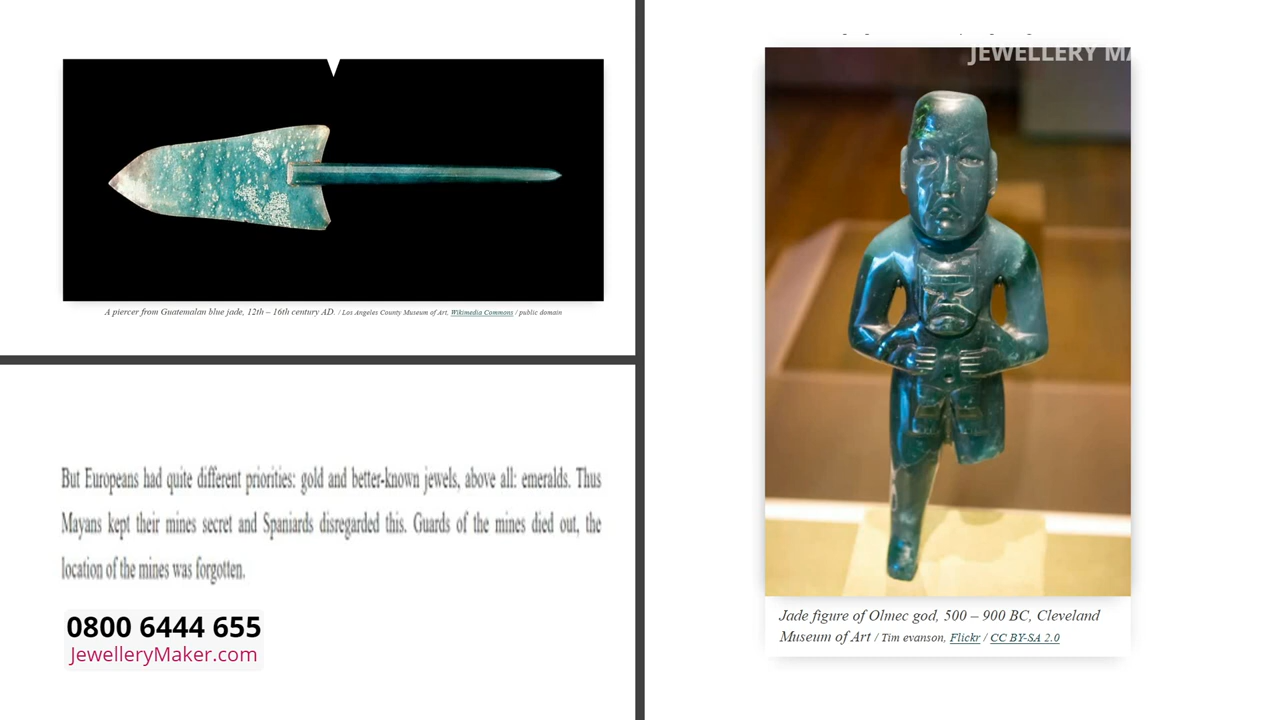 A piercer from Guatemalan blue jade, 12th – 16th century AD. / Los Angeles County Museum of Art, Wikimedia Commons / public domain
But Europeans had quite different priorities: gold and better-known jewels, above all: emeralds. Thus
Mayans kept their mines secret and Spaniards disregarded this. Guards of the mines died out, the
location of the mines was forgotten.
0800 6444 655
JewelleryMaker.com
JEWELLERY MA
Jade figure of Olmec god, 500 – 900 BC, Cleveland
Museum of Art / Tim evanson, Flickr / CC BY-SA 2.0